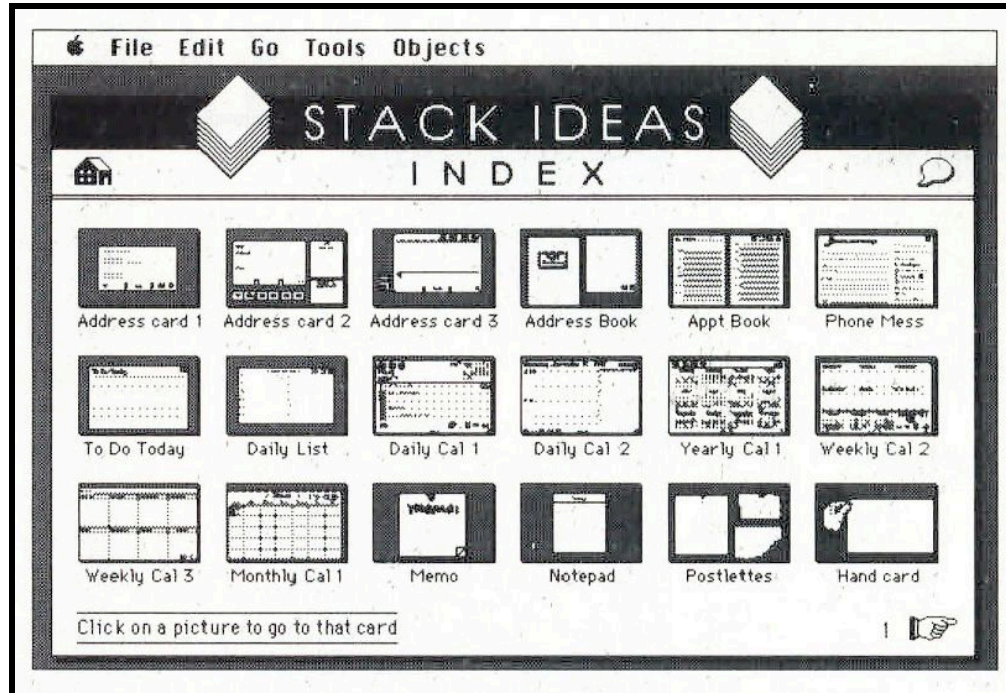 File Edit Go Tools Objects
STACK IDEAS
INDEX
Address card 1 Address card 2 Address card 3 Address Book Appt Book Phone Mess
To Do Today
To Do Today Daily List Daily Cal 1 Daily Cal 2 Yearly Cal 1 Weekly Cal 2
Weekly Cal 3 Monthly Cal 1 Memo Notepad Postlettes Hand card
Click on a picture to go to that card
1